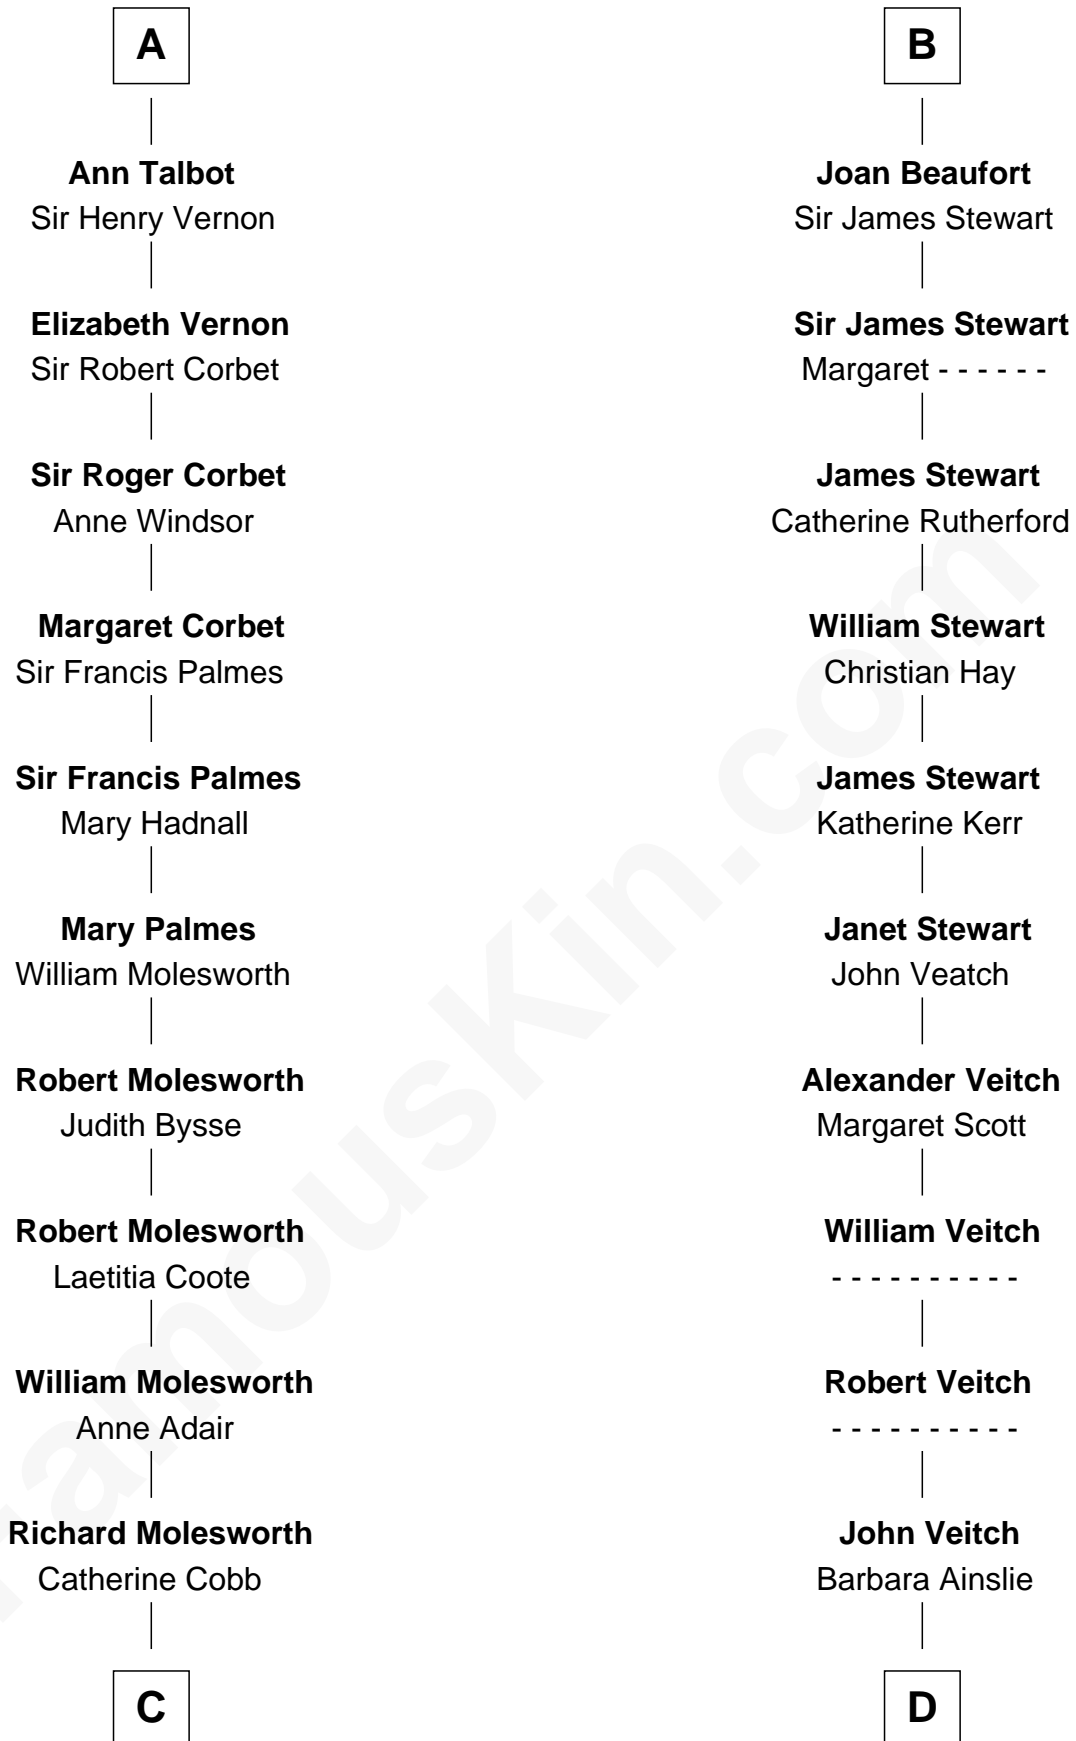 A
Ann Talbot
Sir Henry Vernon
Elizabeth Vernon
Sir Robert Corbet
Sir Roger Corbet
Anne Windsor
Margaret Corbet
Sir Francis Palmes
Sir Francis Palmes
Mary Hadnall
Mary Palmes
William Molesworth
Robert Molesworth
Judith Bysse
Robert Molesworth
Laetitia Coote
William Molesworth
Anne Adair
Richard Molesworth
Catherine Cobb
C
B
Joan Beaufort
Sir James Stewart
Sir James Stewart
Margaret - - - - - -
James Stewart
Catherine Rutherford
William Stewart
Christian Hay
James Stewart
Katherine Kerr
Janet Stewart
John Veatch
Alexander Veitch
Margaret Scott
William Veitch
- - - - - - - - - -
Robert Veitch
- - - - - - - - - -
John Veitch
Barbara Ainslie
D
FamousKin.com